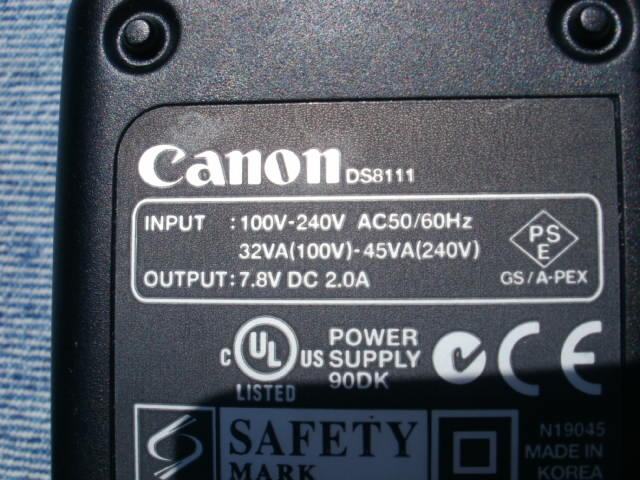 Canon DS8111
INPUT : 100V-240V AC50/60Hz
32VA(100V)-45VA(240V)
OUTPUT : 7.8V DC 2.0A
PS
E
GS/A-PEX
C UL US
LISTED
POWER
SUPPLY
90DK
CE
SAFETY
MARK
N19045
MADE IN
KOREA